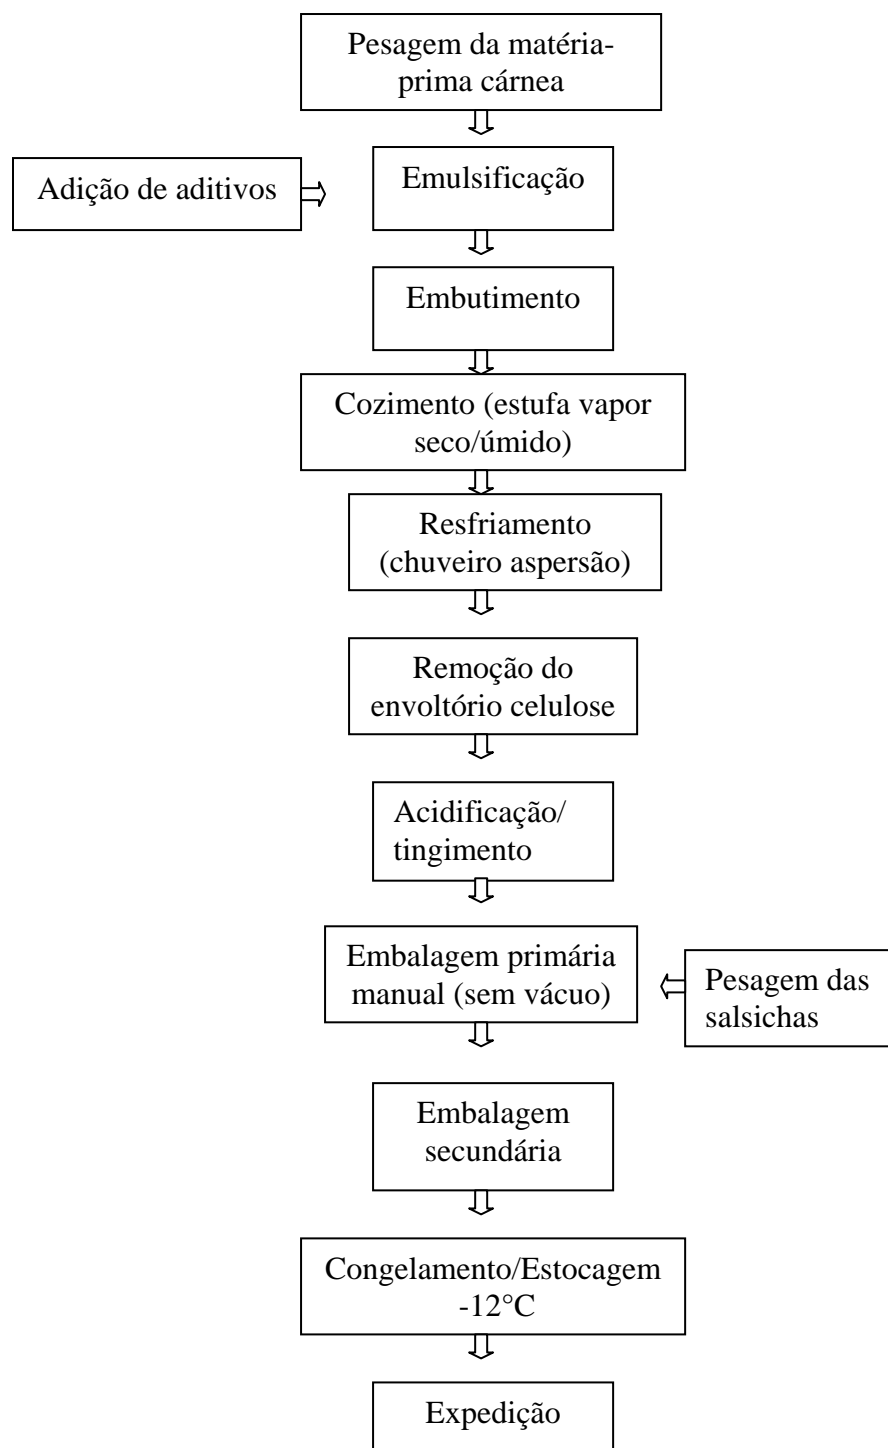 Pesagem da matéria-
prima cárnea
Adição de aditivos
Emulsificação
Embutimento
Cozimento (estufa vapor
seco/úmido)
Resfriamento
(chuveiro aspersão)
Remoção do
envoltório celulose
Acidificação/
tingimento
Embalagem primária
manual (sem vácuo)
Pesagem das
salsichas
Embalagem
secundária
Congelamento/Estocagem
-12°C
Expedição